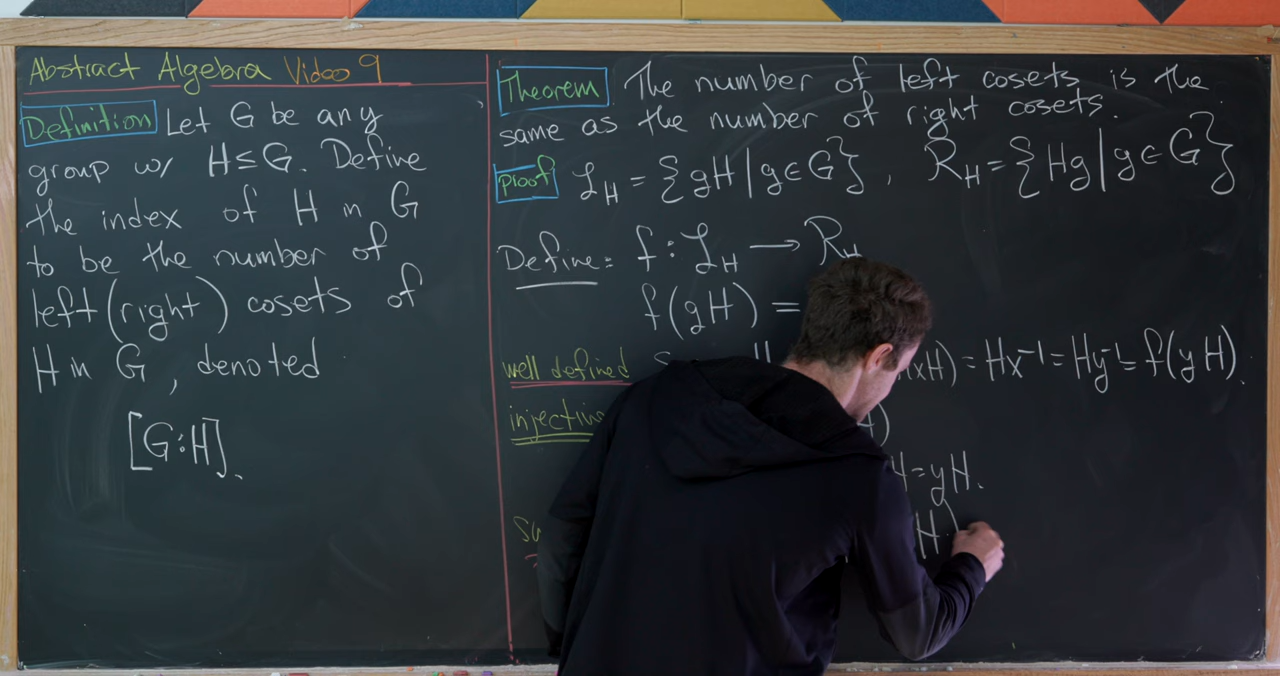 Abstract Algebra Video 9
Definition Let G be any
group w/ H ≤ G. Define
the index of H in G
to be the number of
left (right) cosets of
H in G, denoted
[G:H].
Theorem The number of left cosets is the
same as the number of right cosets.
Proof ℒ_H = {gH | g ∈ G}, ℛ_H = {Hg | g ∈ G}
Define: f: ℒ_H → ℛ_H
f(gH) =
well defined xH) = Hx⁻¹ = Hy⁻¹ = f(yH).
injective
H = yH.
H)